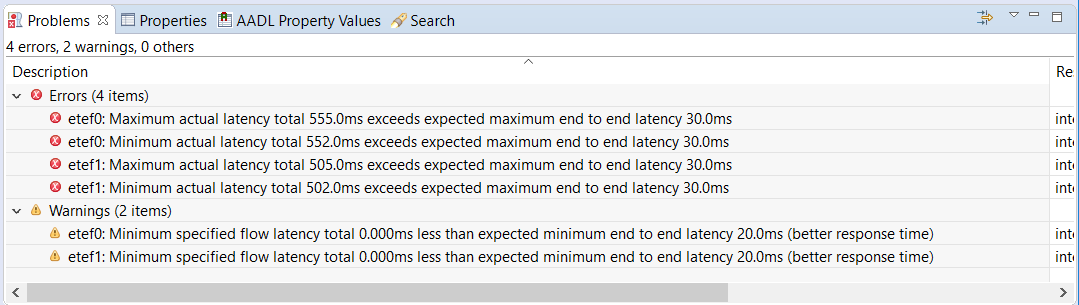 Problems Properties AADL Property Values Search
4 errors, 2 warnings, 0 others
Description Re
Errors (4 items)
etef0: Maximum actual latency total 555.0ms exceeds expected maximum end to end latency 30.0ms inte
etef0: Minimum actual latency total 552.0ms exceeds expected maximum end to end latency 30.0ms inte
etef1: Maximum actual latency total 505.0ms exceeds expected maximum end to end latency 30.0ms inte
etef1: Minimum actual latency total 502.0ms exceeds expected maximum end to end latency 30.0ms inte
Warnings (2 items)
etef0: Minimum specified flow latency total 0.000ms less than expected minimum end to end latency 20.0ms (better response time) inte
etef1: Minimum specified flow latency total 0.000ms less than expected minimum end to end latency 20.0ms (better response time) inte